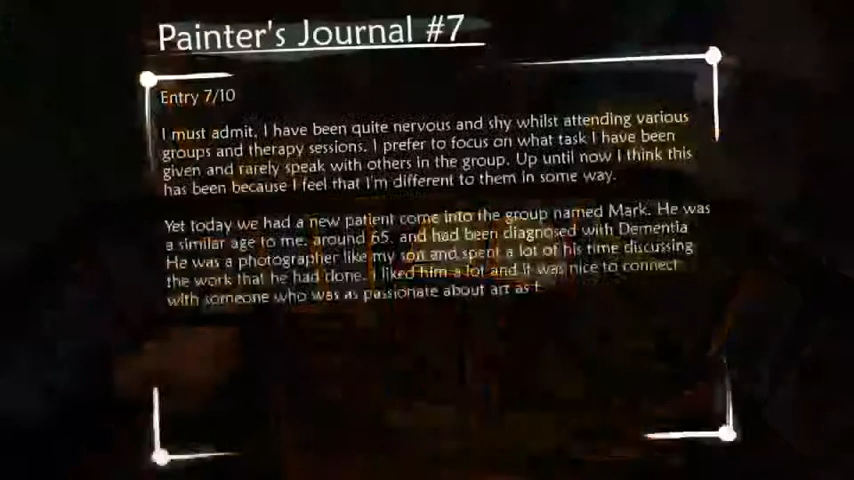 Painter's Journal #7
Entry 7/10
I must admit, I have been quite nervous and shy whilst attending various
groups and therapy sessions. I prefer to focus on what task I have been
given and rarely speak with others in the group. Up until now I think this
has been because I feel that I'm different to them in some way.
Yet today we had a new patient come into the group named Mark. He was
a similar age to me, around 65, and had been diagnosed with Dementia
He was a photographer like my son and spent a lot of his time discussing
the work that he had done. I liked him a lot and it was nice to connect
with someone who was as passionate about art as I